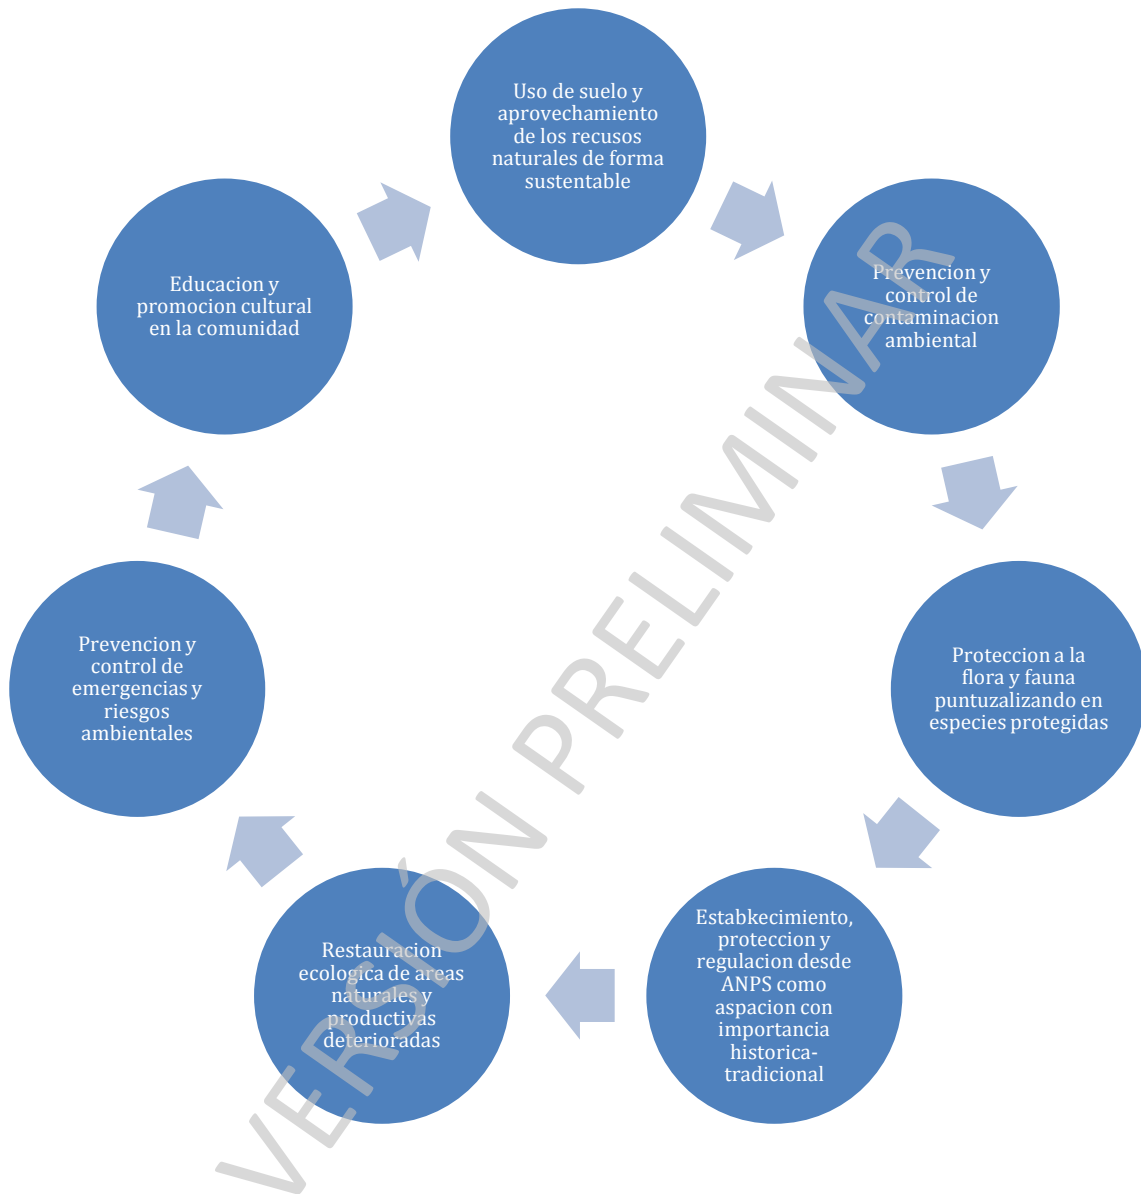 Uso de suelo y
aprovechamiento
de los recusos
naturales de forma
sustentable
Prevencion y
control de
contaminacion
ambiental
Proteccion a la
flora y fauna
puntuzalizando en
especies protegidas
Estabkecimiento,
proteccion y
regulacion desde
ANPS como
aspacion con
importancia
historica-
tradicional
Restauracion
ecologica de areas
naturales y
productivas
deterioradas
Prevencion y
control de
emergencias y
riesgos
ambientales
Educacion y
promocion cultural
en la comunidad
VERSIÓN PRELIMINAR